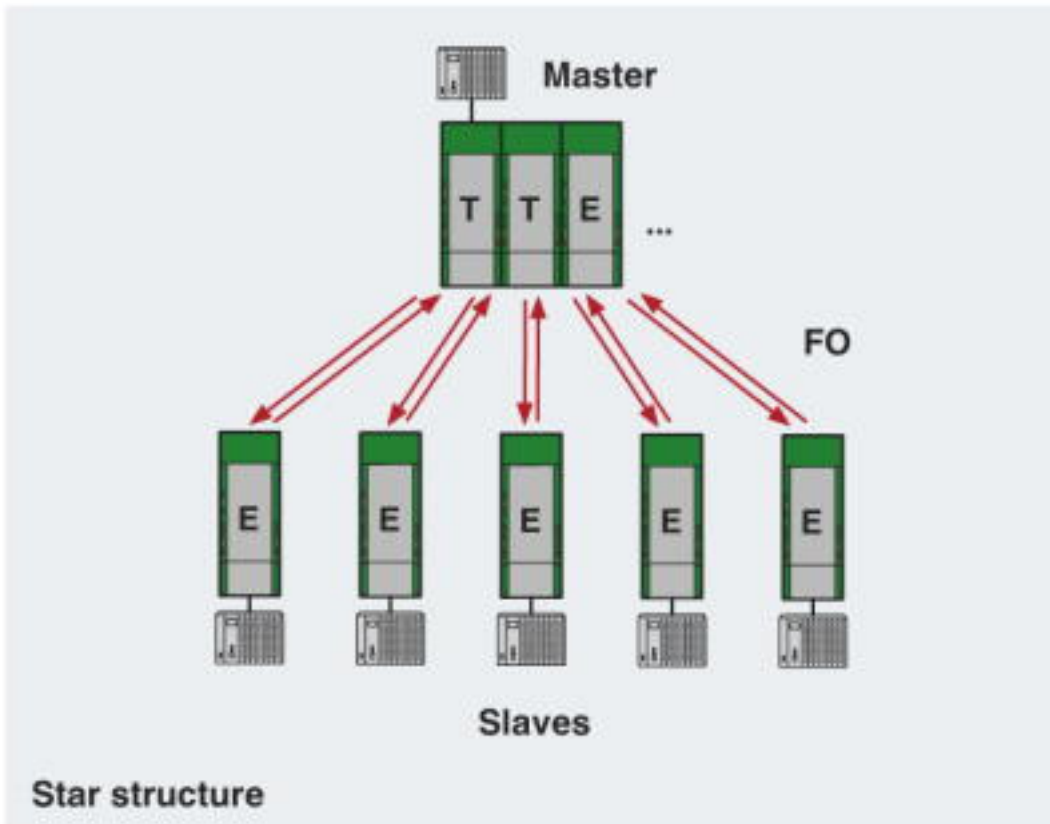 Master
T T E ...
FO
E E E E E
Slaves
Star structure